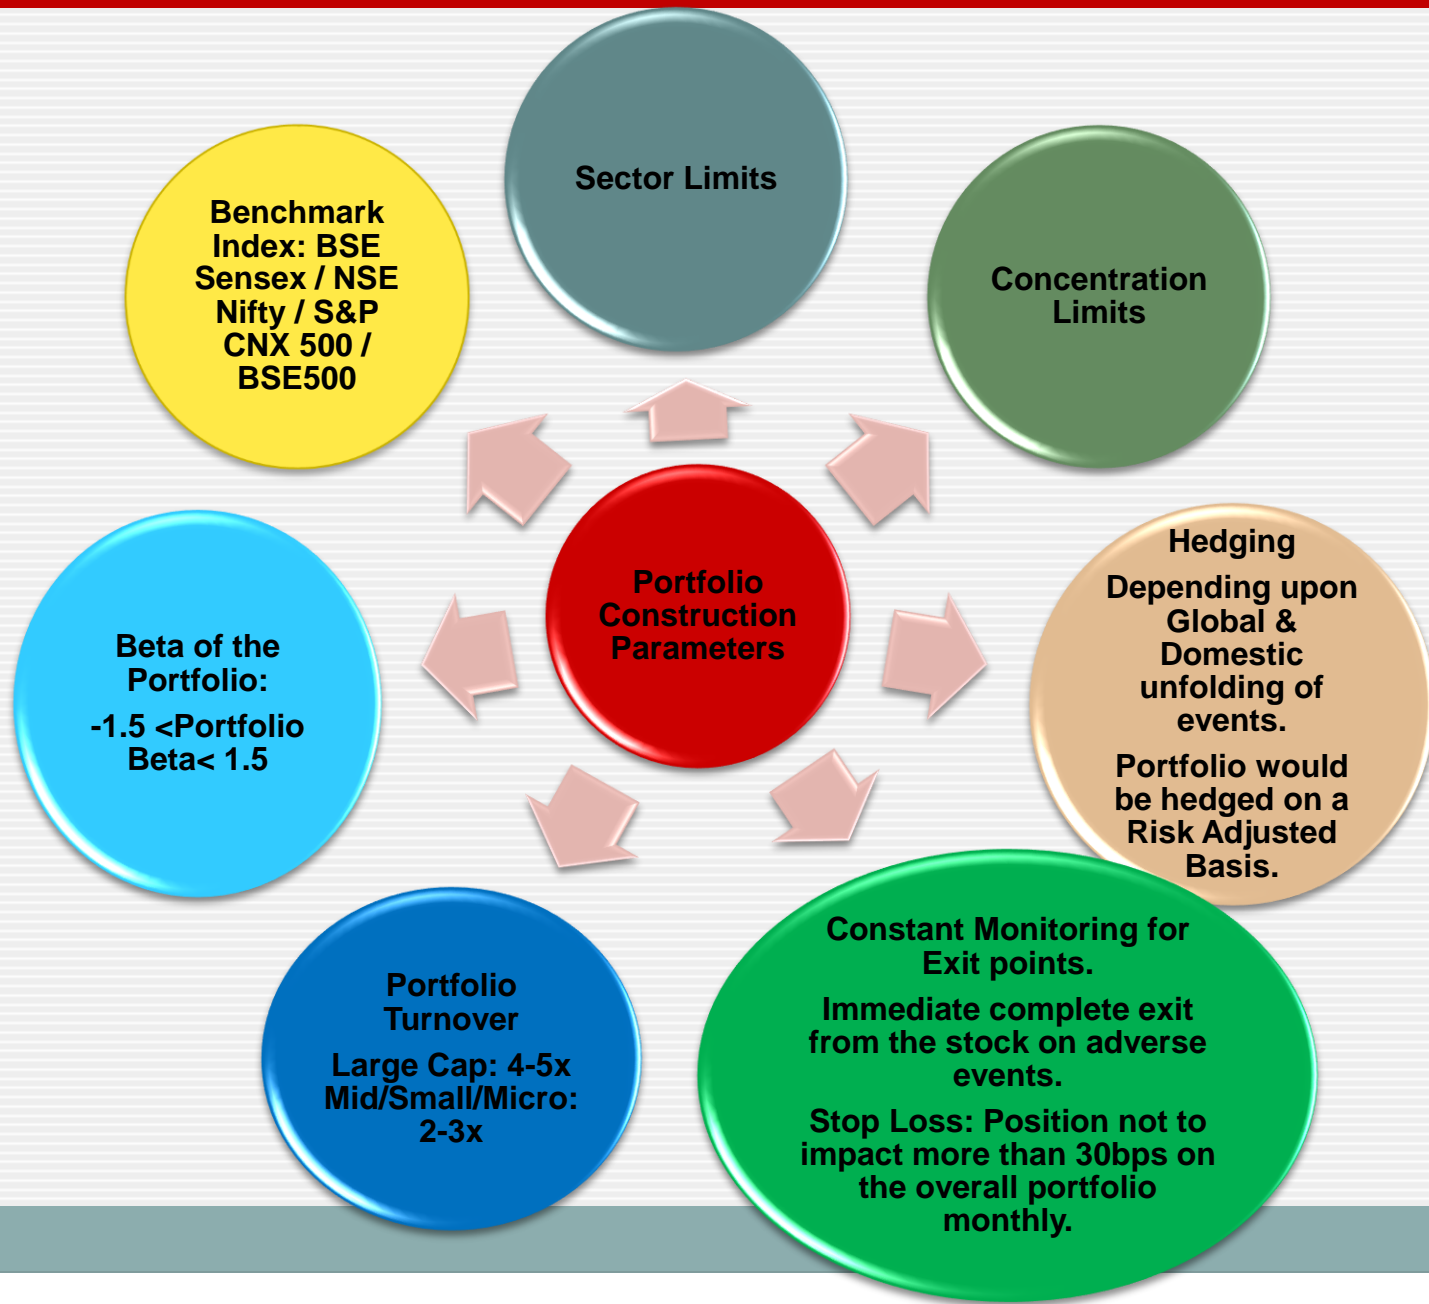 Sector Limits
Concentration
Limits
Hedging
Depending upon
Global &
Domestic
unfolding of
events.
Portfolio would
be hedged on a
Risk Adjusted
Basis.
Constant Monitoring for
Exit points.
Immediate complete exit
from the stock on adverse
events.
Stop Loss: Position not to
impact more than 30bps on
the overall portfolio
monthly.
Portfolio
Turnover
Large Cap: 4-5x
Mid/Small/Micro:
2-3x
Beta of the
Portfolio:
-1.5 <Portfolio
Beta< 1.5
Benchmark
Index: BSE
Sensex / NSE
Nifty / S&P
CNX 500 /
BSE500
Portfolio
Construction
Parameters